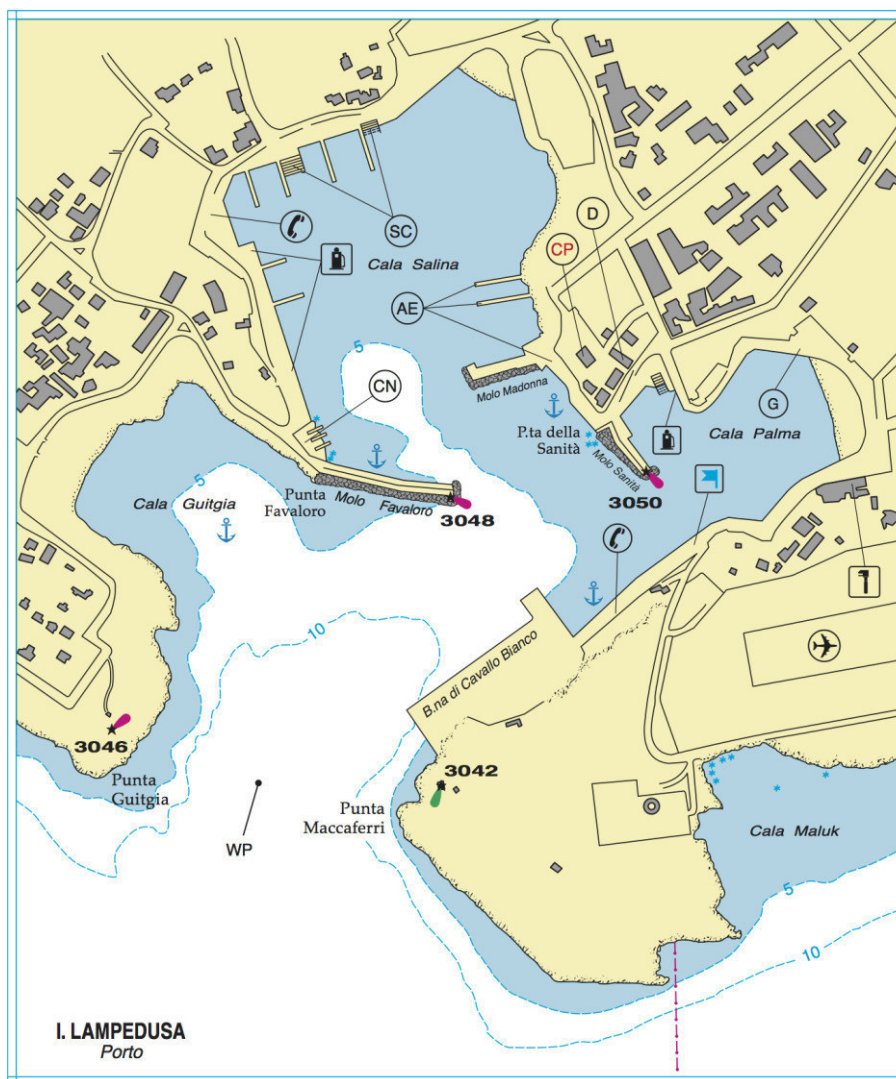 D
SC
CP
Cala Salina
AE
5
Molo Madonna
CN
G
P.ta della
Sanità
Cala Palma
5
Molo Sanità
Cala Guitgia
Punta
Favaloro
Molo Favaloro
3048
3050
10
B.na di Cavallo Bianco
3046
Punta
Guitgia
3042
Punta
Maccaferri
WP
Cala Maluk
5
10
I. LAMPEDUSA
Porto